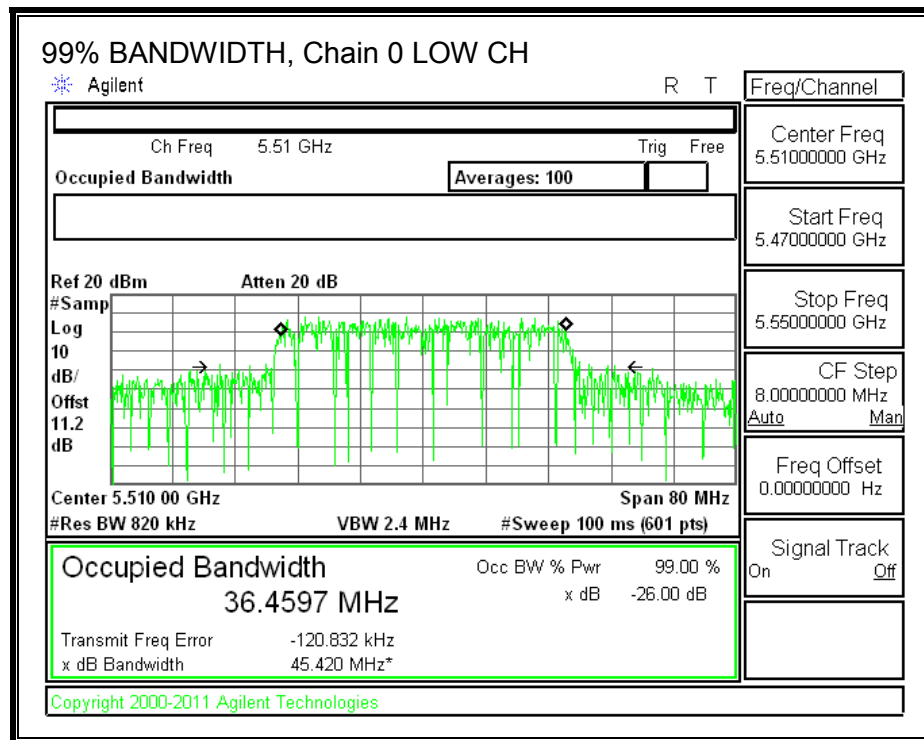 99% BANDWIDTH, Chain 0 LOW CH
Agilent R T
Ch Freq 5.51 GHz Trig Free
Occupied Bandwidth Averages: 100
Ref 20 dBm Atten 20 dB
#Samp
Log
10
dB/
Offst
11.2
dB
Center 5.510 00 GHz Span 80 MHz
#Res BW 820 kHz VBW 2.4 MHz #Sweep 100 ms (601 pts)
Occupied Bandwidth
36.4597 MHz
Occ BW % Pwr 99.00 %
x dB -26.00 dB
Transmit Freq Error -120.832 kHz
x dB Bandwidth 45.420 MHz*
Copyright 2000-2011 Agilent Technologies
Freq/Channel
Center Freq
5.51000000 GHz
Start Freq
5.47000000 GHz
Stop Freq
5.55000000 GHz
CF Step
8.00000000 MHz
Auto Man
Freq Offset
0.00000000 Hz
Signal Track
On Off